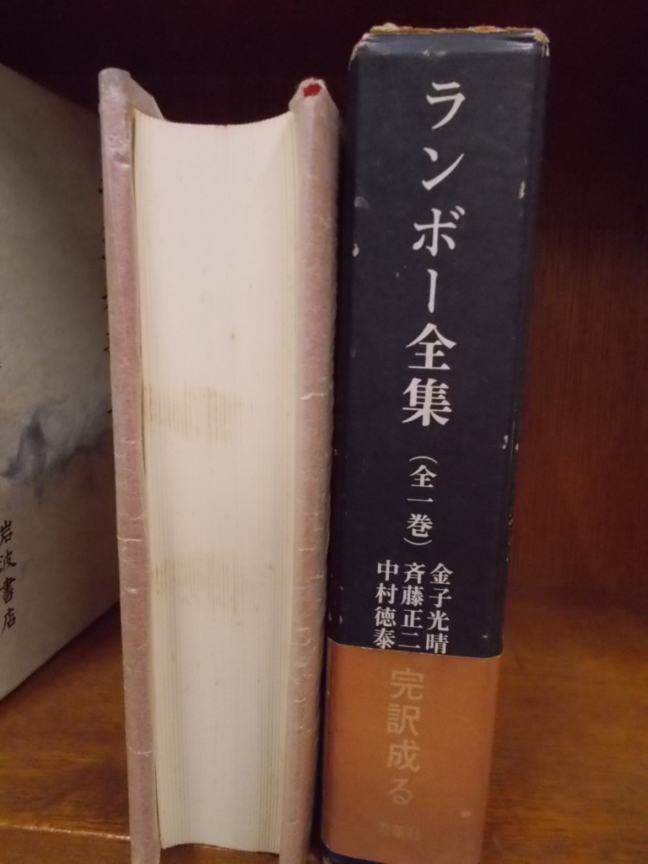 ランボー全集
(全一巻)
金子光晴
斉藤正二
中村徳泰
完訳成る
岩波書店